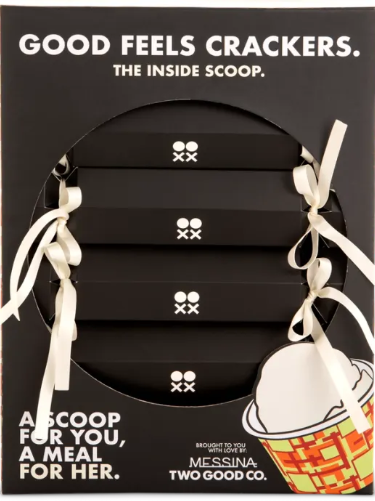 GOOD FEELS CRACKERS.
THE INSIDE SCOOP.
A SCOOP
FOR YOU,
A MEAL
FOR HER.
BROUGHT TO YOU
WITH LOVE BY:
MESSINA
TWO GOOD CO.